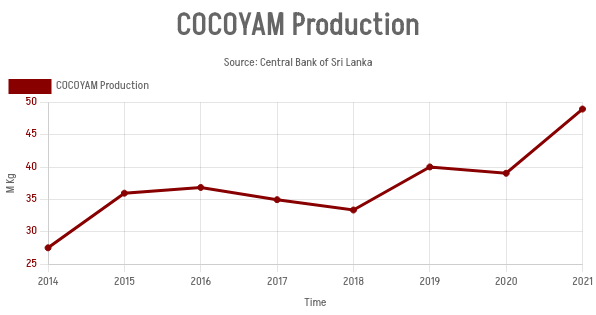 COCOYAM Production
Source: Central Bank of Sri Lanka
COCOYAM Production
50
45
40
35
30
25
M Kg
2014 2015 2016 2017 2018 2019 2020 2021
Time